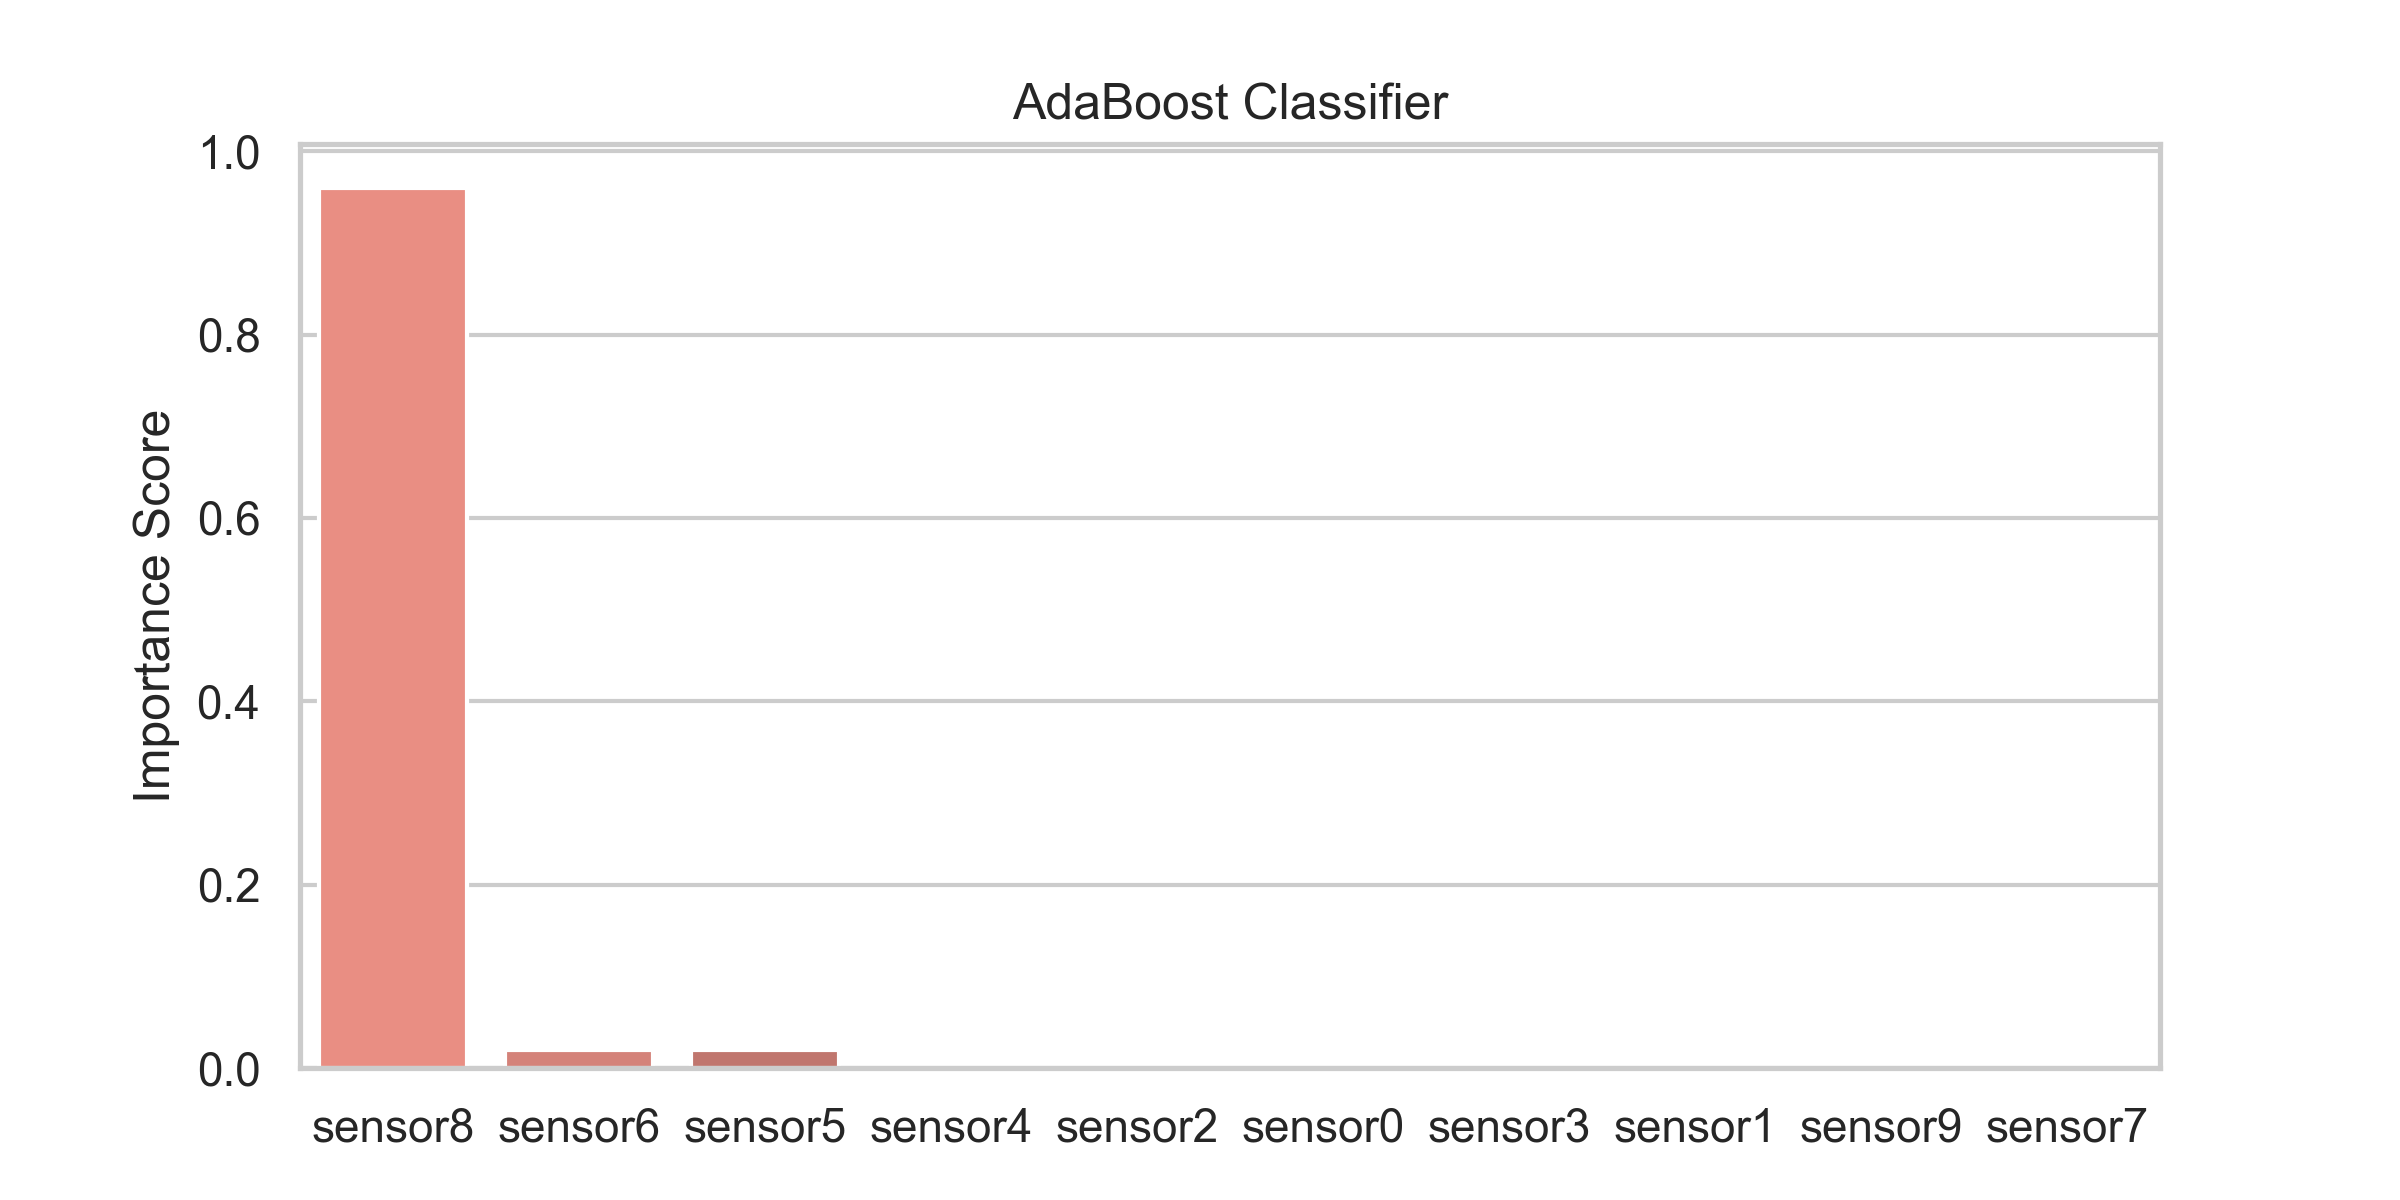 AdaBoost Classifier
1.0
0.8
0.6
0.4
0.2
0.0
Importance Score
sensor8 sensor6 sensor5 sensor4 sensor2 sensor0 sensor3 sensor1 sensor9 sensor7